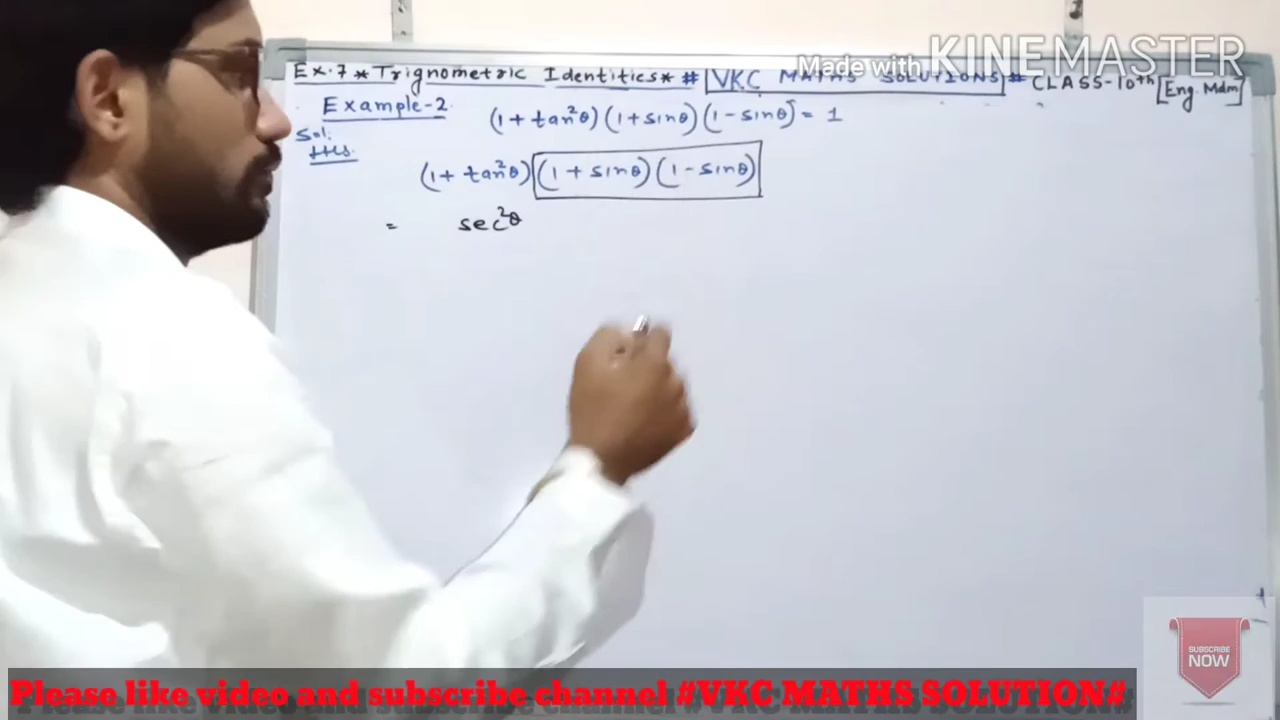 Made with KINEMASTER
Ex.7 * Trignometric Identities * # VKC MATHS SOLUTIONS # CLASS-10th [Eng. Mdm]
Example-2 (1 + tan²θ) (1 + sinθ) (1 - sinθ) = 1
Sol:
(1 + tan²θ) (1 + sinθ) (1 - sinθ)
= sec²θ
SUBSCRIBE
NOW
Please like video and subscribe channel #VKC MATHS SOLUTION#